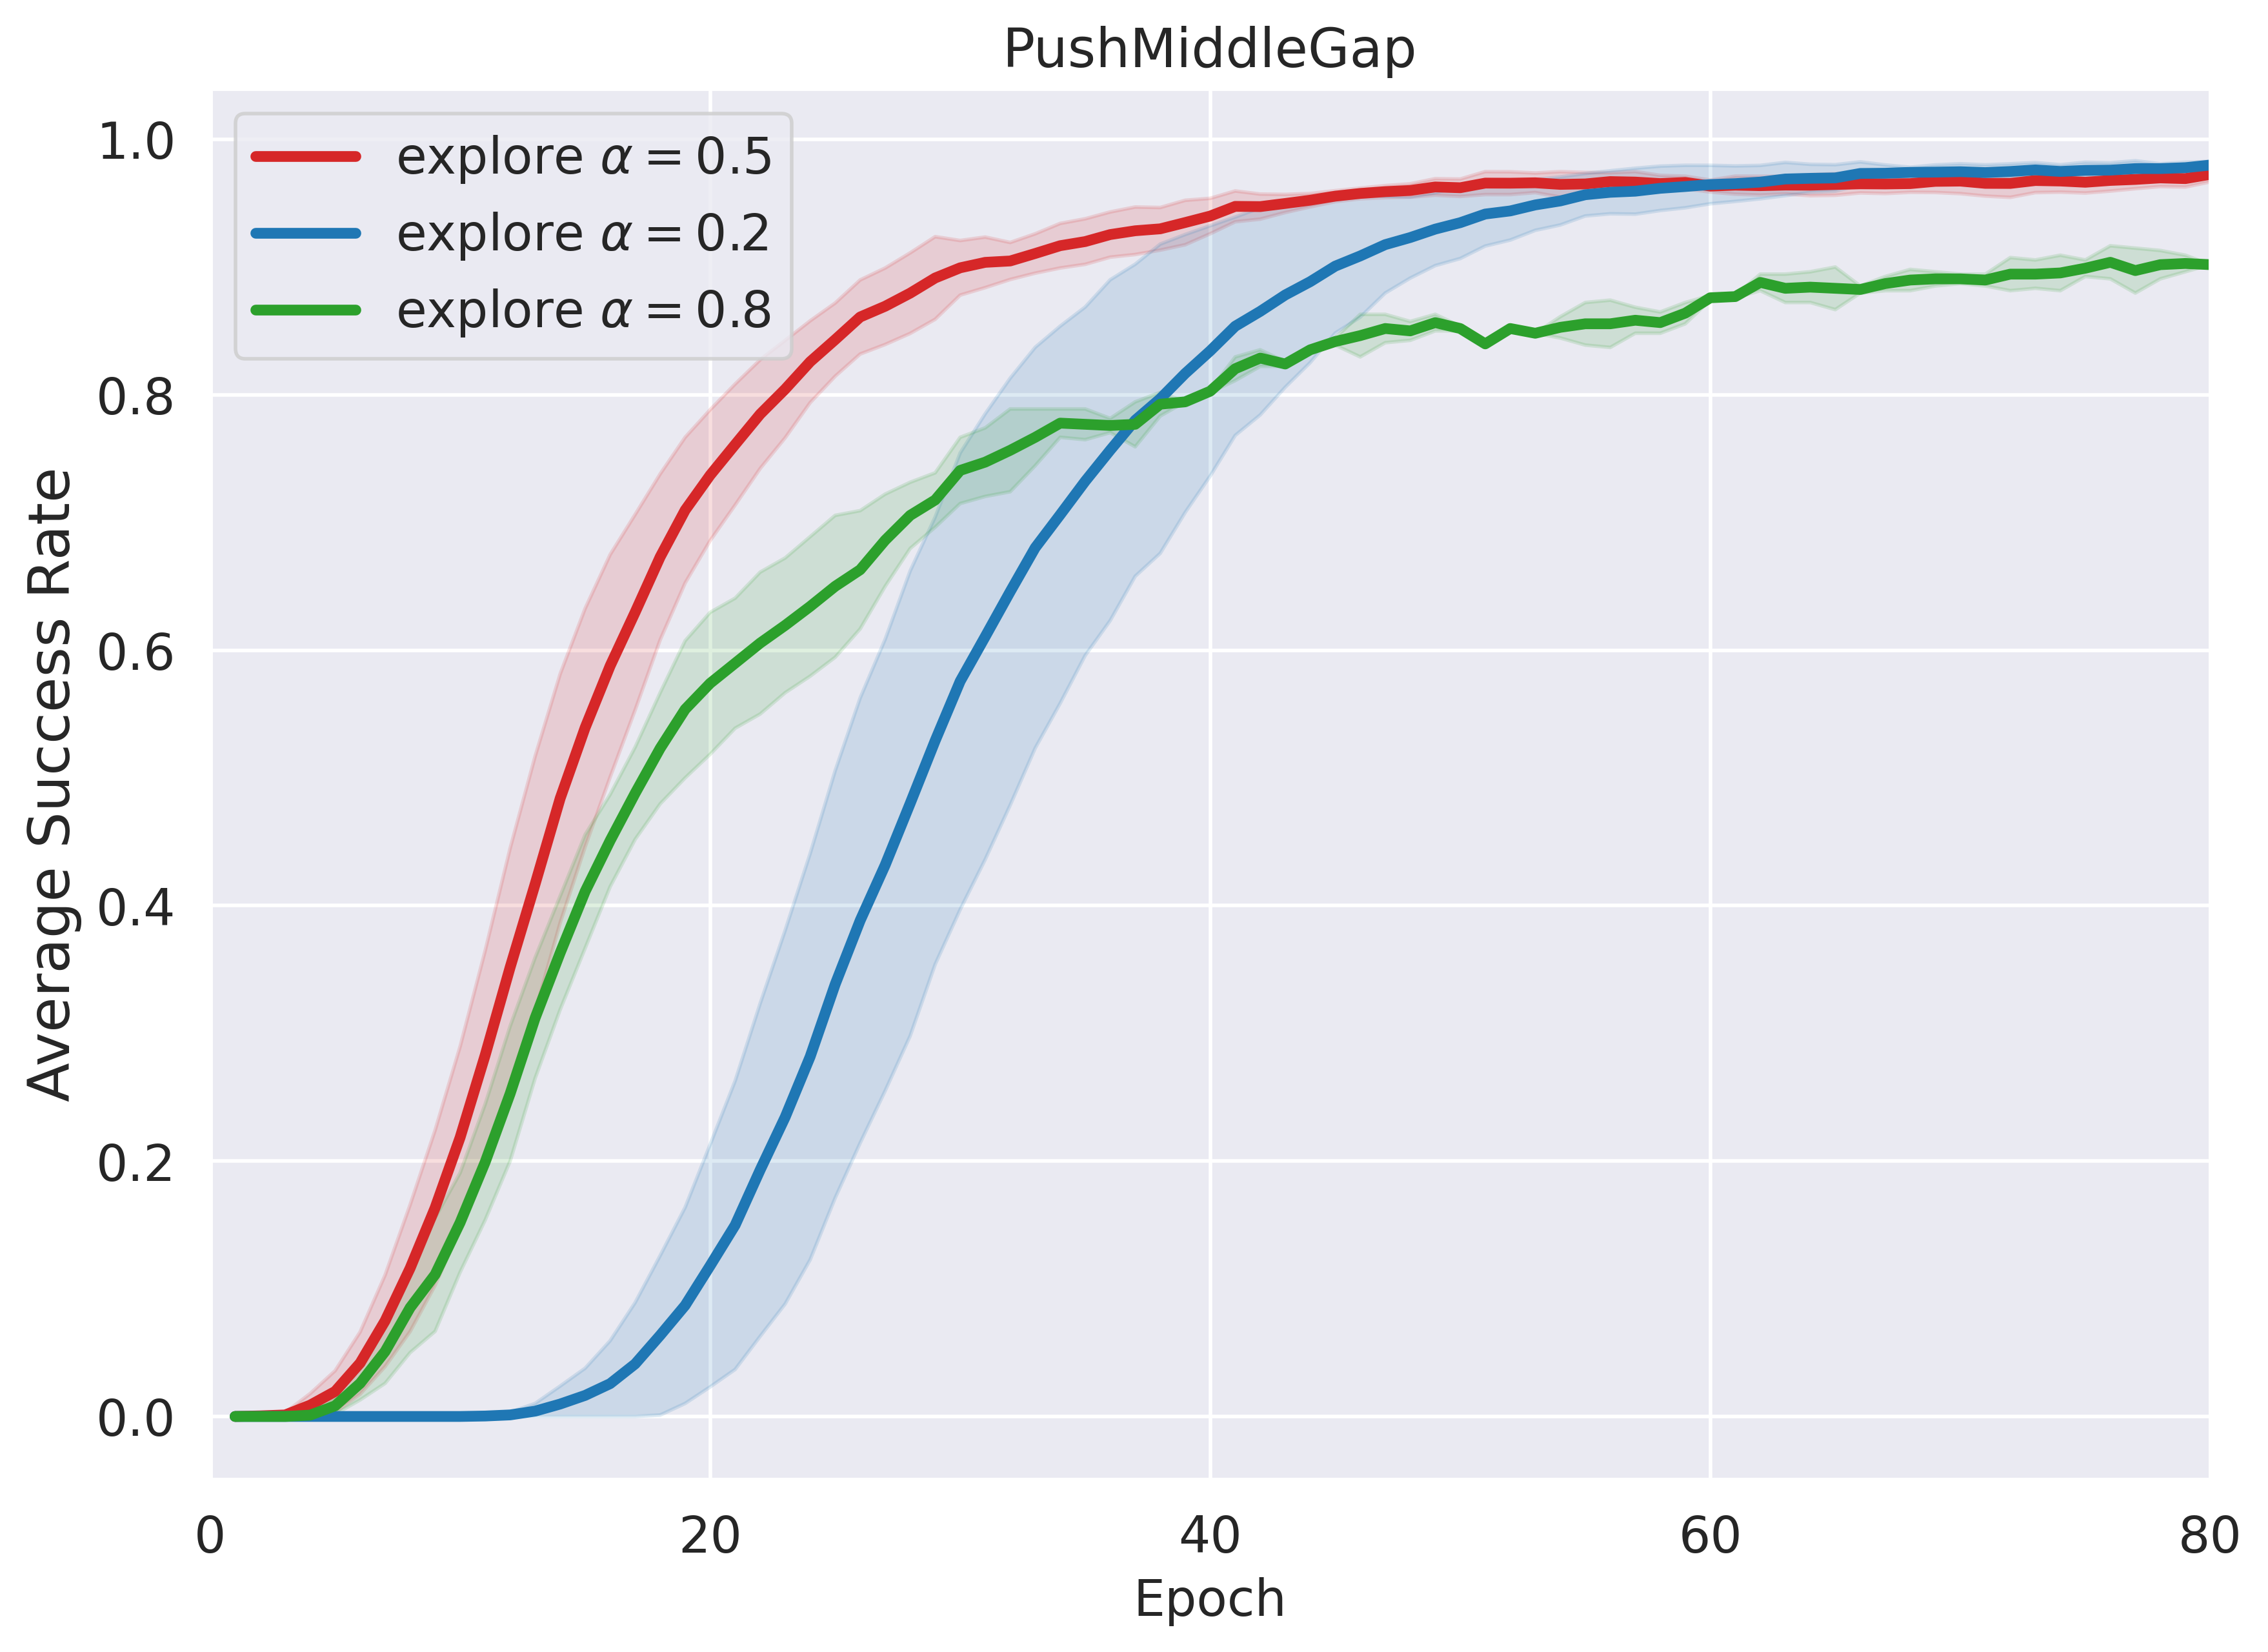 PushMiddleGap
explore α = 0.5
explore α = 0.2
explore α = 0.8
1.0
0.8
0.6
0.4
0.2
0.0
Average Success Rate
0 20 40 60 80
Epoch